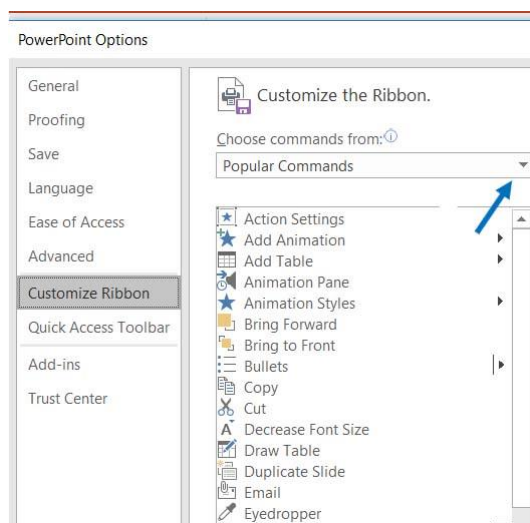 PowerPoint Options
General
Proofing
Save
Language
Ease of Access
Advanced
Customize Ribbon
Quick Access Toolbar
Add-ins
Trust Center
Customize the Ribbon.
Choose commands from:
Popular Commands
Action Settings
Add Animation
Add Table
Animation Pane
Animation Styles
Bring Forward
Bring to Front
Bullets
Copy
Cut
Decrease Font Size
Draw Table
Duplicate Slide
Email
Eyedropper